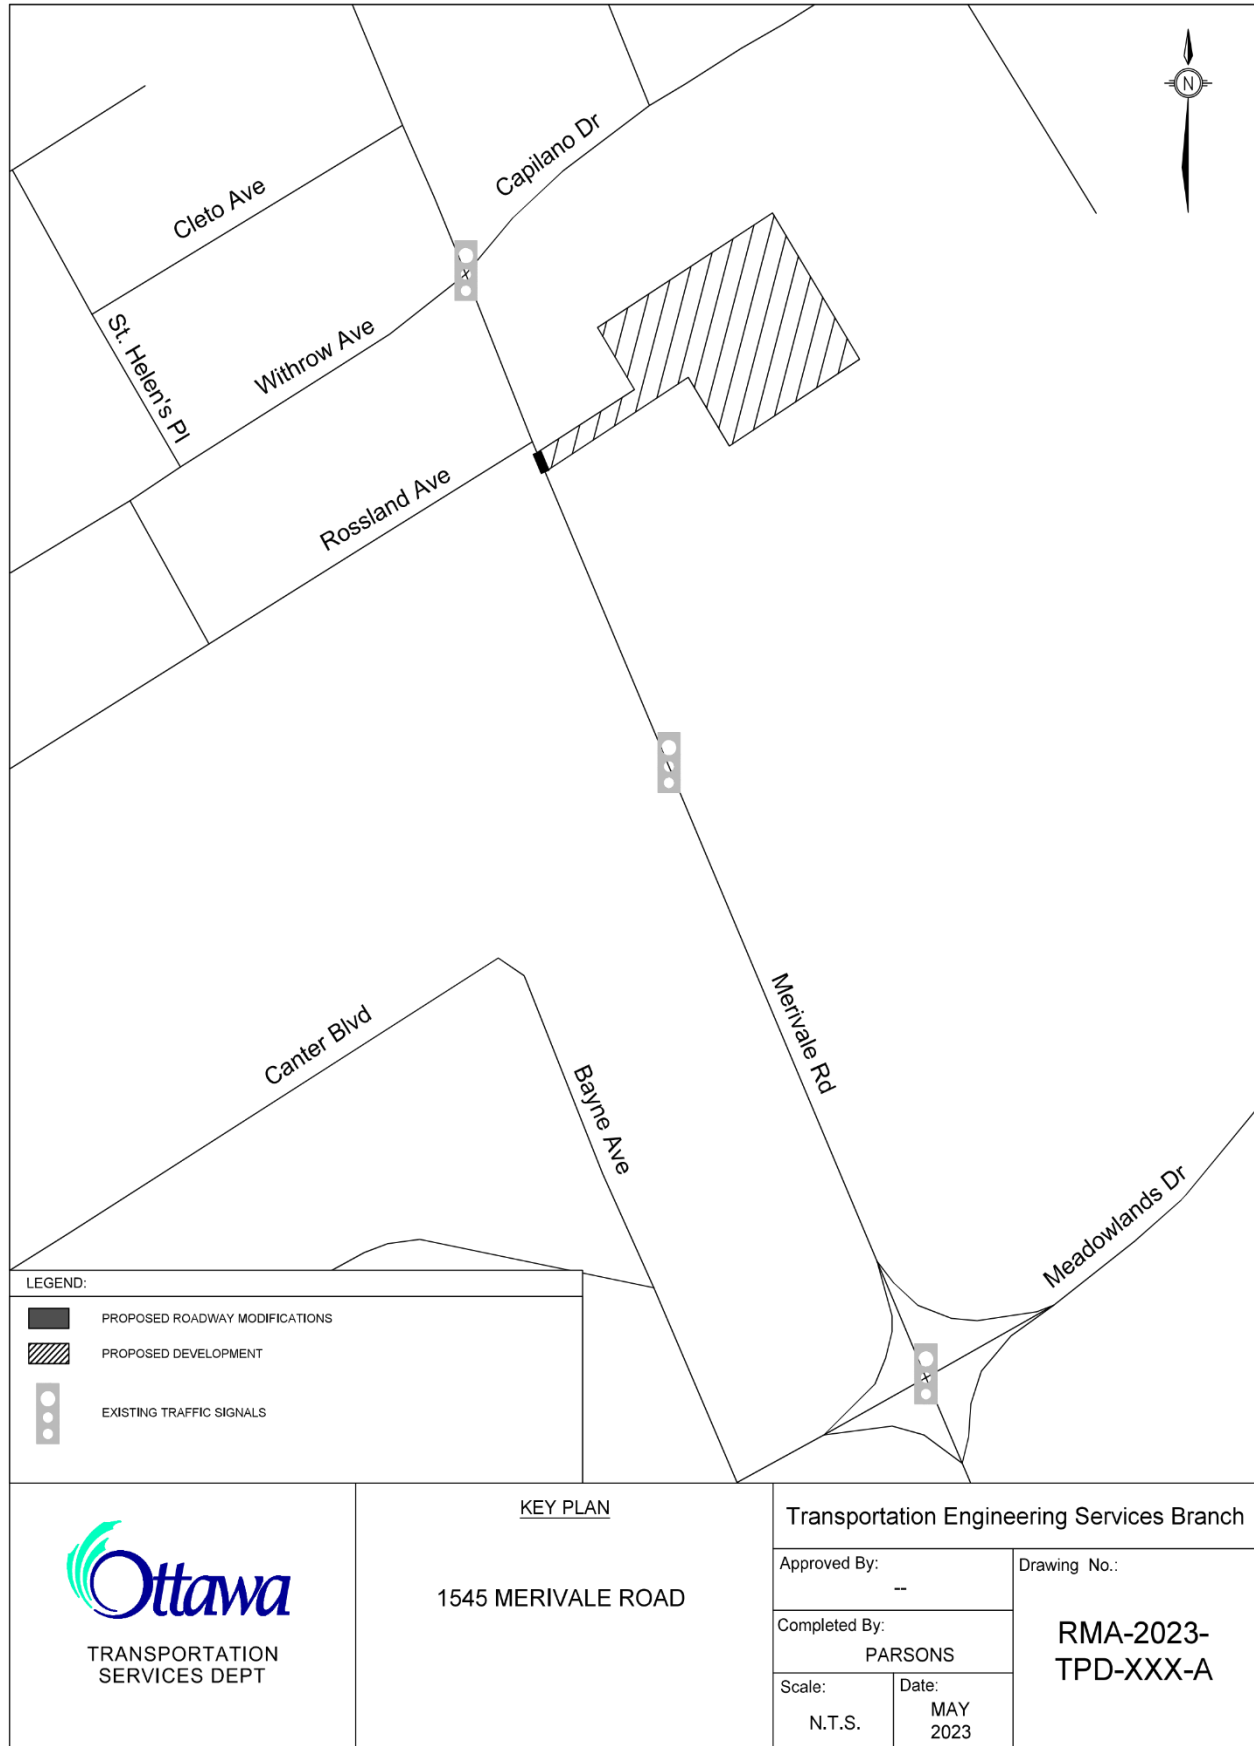 N
Capilano Dr
Cleto Ave
St. Helen's Pl
Withrow Ave
Rossland Ave
Merivale Rd
Canter Blvd
Bayne Ave
Meadowlands Dr
LEGEND:
PROPOSED ROADWAY MODIFICATIONS
PROPOSED DEVELOPMENT
EXISTING TRAFFIC SIGNALS
Ottawa
TRANSPORTATION
SERVICES DEPT
KEY PLAN
1545 MERIVALE ROAD
Transportation Engineering Services Branch
Approved By:
--
Completed By:
PARSONS
Scale:
N.T.S.
Date:
MAY
2023
Drawing No.:
RMA-2023-
TPD-XXX-A